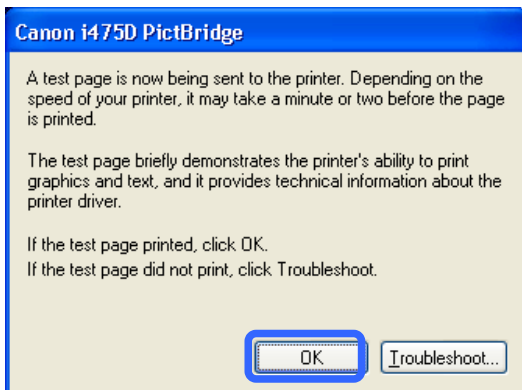 Canon i475D PictBridge
A test page is now being sent to the printer. Depending on the
speed of your printer, it may take a minute or two before the page
is printed.
The test page briefly demonstrates the printer's ability to print
graphics and text, and it provides technical information about the
printer driver.
If the test page printed, click OK.
If the test page did not print, click Troubleshoot.
OK Troubleshoot...